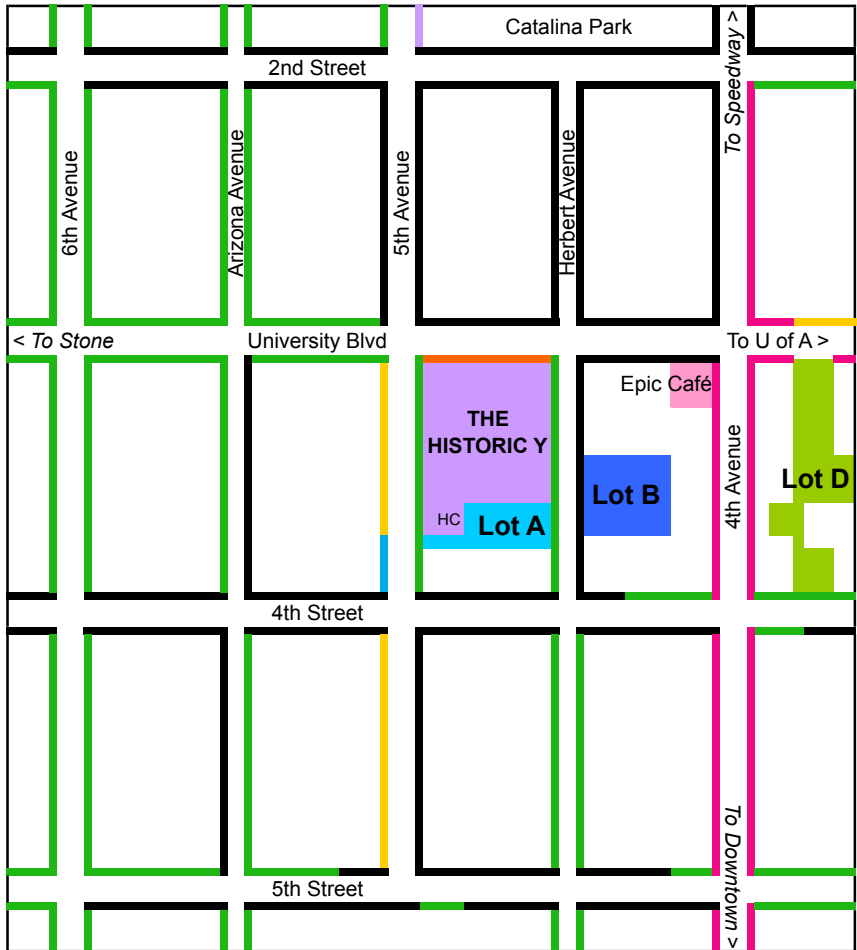 Catalina Park
To Speedway >
2nd Street
6th Avenue
Arizona Avenue
5th Avenue
Herbert Avenue
< To Stone
University Blvd
To U of A >
Epic Café
THE
HISTORIC Y
4th Avenue
Lot B
Lot D
HC
Lot A
4th Street
To Downtown >
5th Street